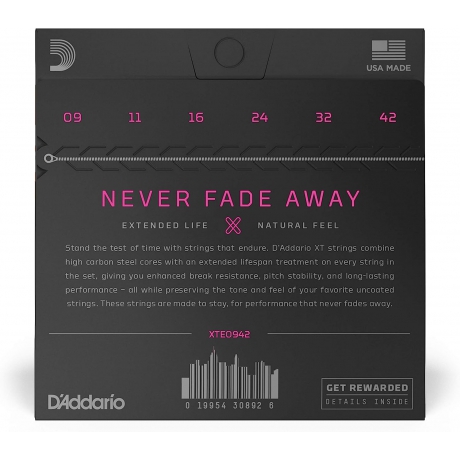 USA MADE
09 11 16 24 32 42
NEVER FADE AWAY
EXTENDED LIFE NATURAL FEEL
Stand the test of time with strings that endure. D'Addario XT strings combine
high carbon steel cores with an extended lifespan treatment on every string in
the set, giving you enhanced break resistance, pitch stability, and long-lasting
performance – all while preserving the tone and feel of your favorite uncoated
strings. These strings are made to stay, for performance that never fades away.
XTE0942
0 19954 30892 6
D'Addario
GET REWARDED
DETAILS INSIDE